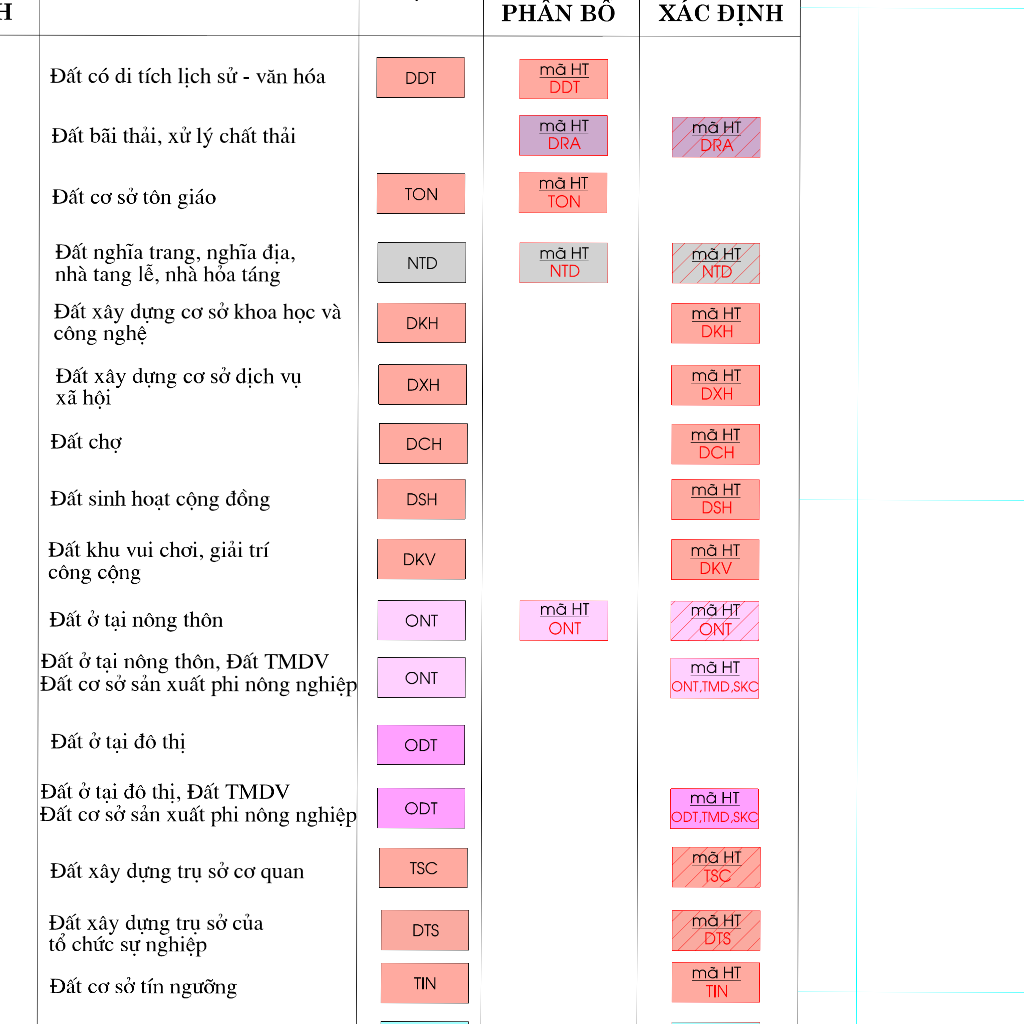 H
PHÂN BỔ
XÁC ĐỊNH
Đất có di tích lịch sử - văn hóa
DDT
mã HT
DDT
Đất bãi thải, xử lý chất thải
mã HT
DRA
mã HT
DRA
Đất cơ sở tôn giáo
TON
mã HT
TON
Đất nghĩa trang, nghĩa địa,
nhà tang lễ, nhà hỏa táng
NTD
mã HT
NTD
mã HT
NTD
Đất xây dựng cơ sở khoa học và
công nghệ
DKH
mã HT
DKH
Đất xây dựng cơ sở dịch vụ
xã hội
DXH
mã HT
DXH
Đất chợ
DCH
mã HT
DCH
Đất sinh hoạt cộng đồng
DSH
mã HT
DSH
Đất khu vui chơi, giải trí
công cộng
DKV
mã HT
DKV
Đất ở tại nông thôn
ONT
mã HT
ONT
mã HT
ONT
Đất ở tại nông thôn, Đất TMDV
Đất cơ sở sản xuất phi nông nghiệp
ONT
mã HT
ONT,TMD,SKC
Đất ở tại đô thị
ODT
Đất ở tại đô thị, Đất TMDV
Đất cơ sở sản xuất phi nông nghiệp
ODT
mã HT
ODT,TMD,SKC
Đất xây dựng trụ sở cơ quan
TSC
mã HT
TSC
Đất xây dựng trụ sở của
tổ chức sự nghiệp
DTS
mã HT
DTS
Đất cơ sở tín ngưỡng
TIN
mã HT
TIN